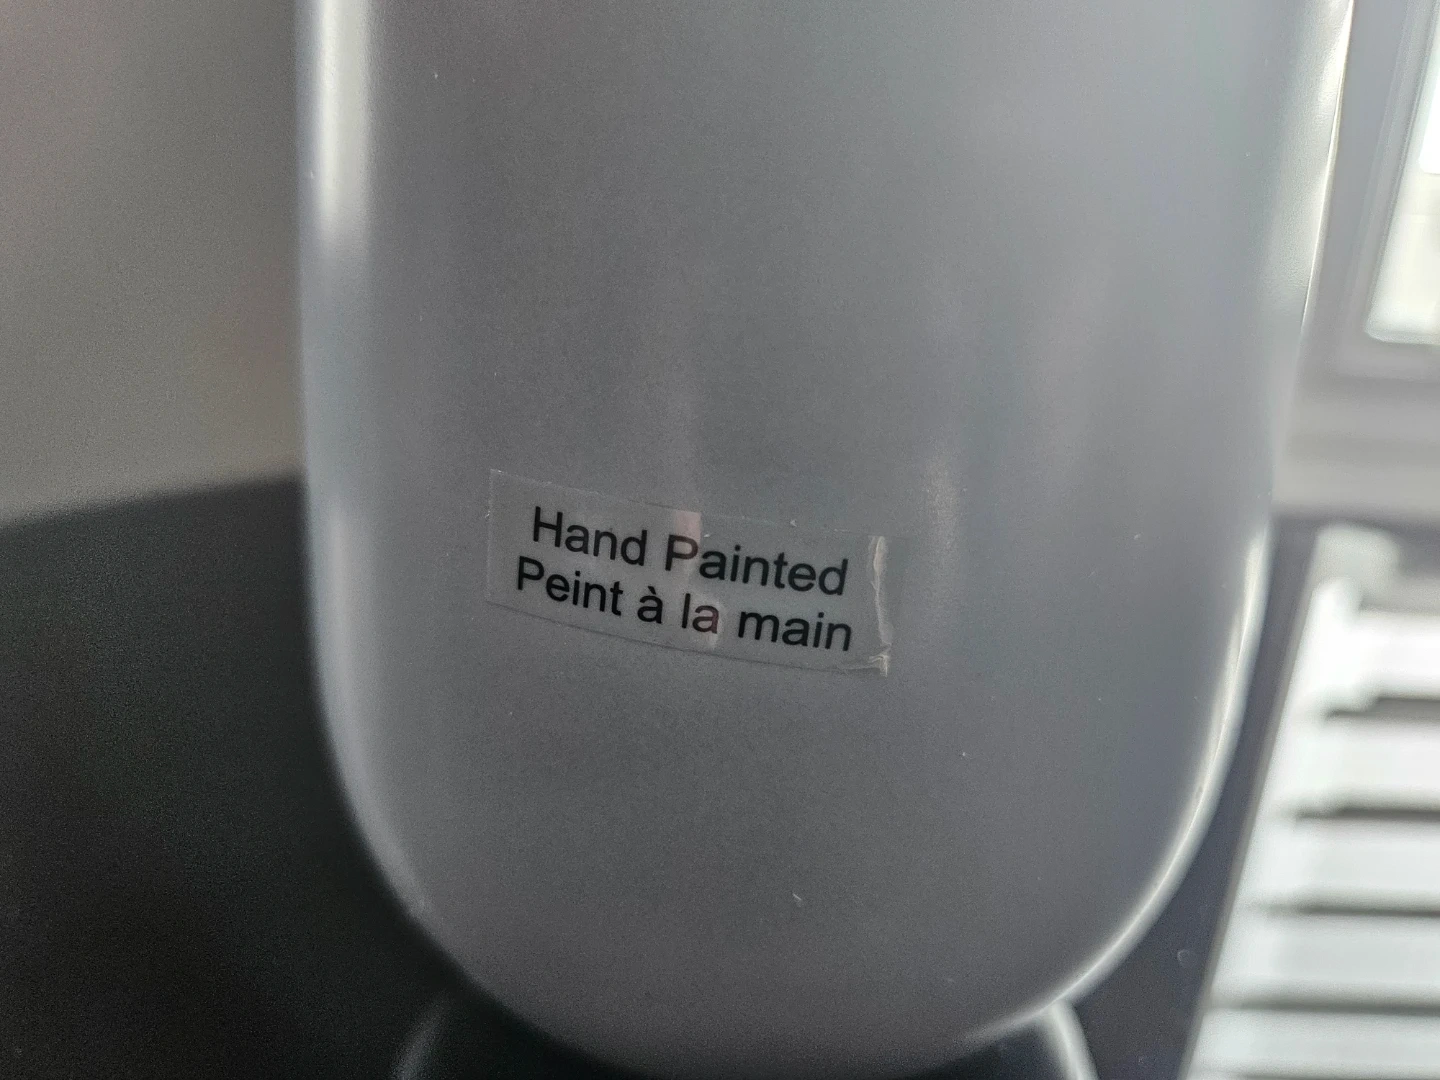 Hand Painted
Peint à la main